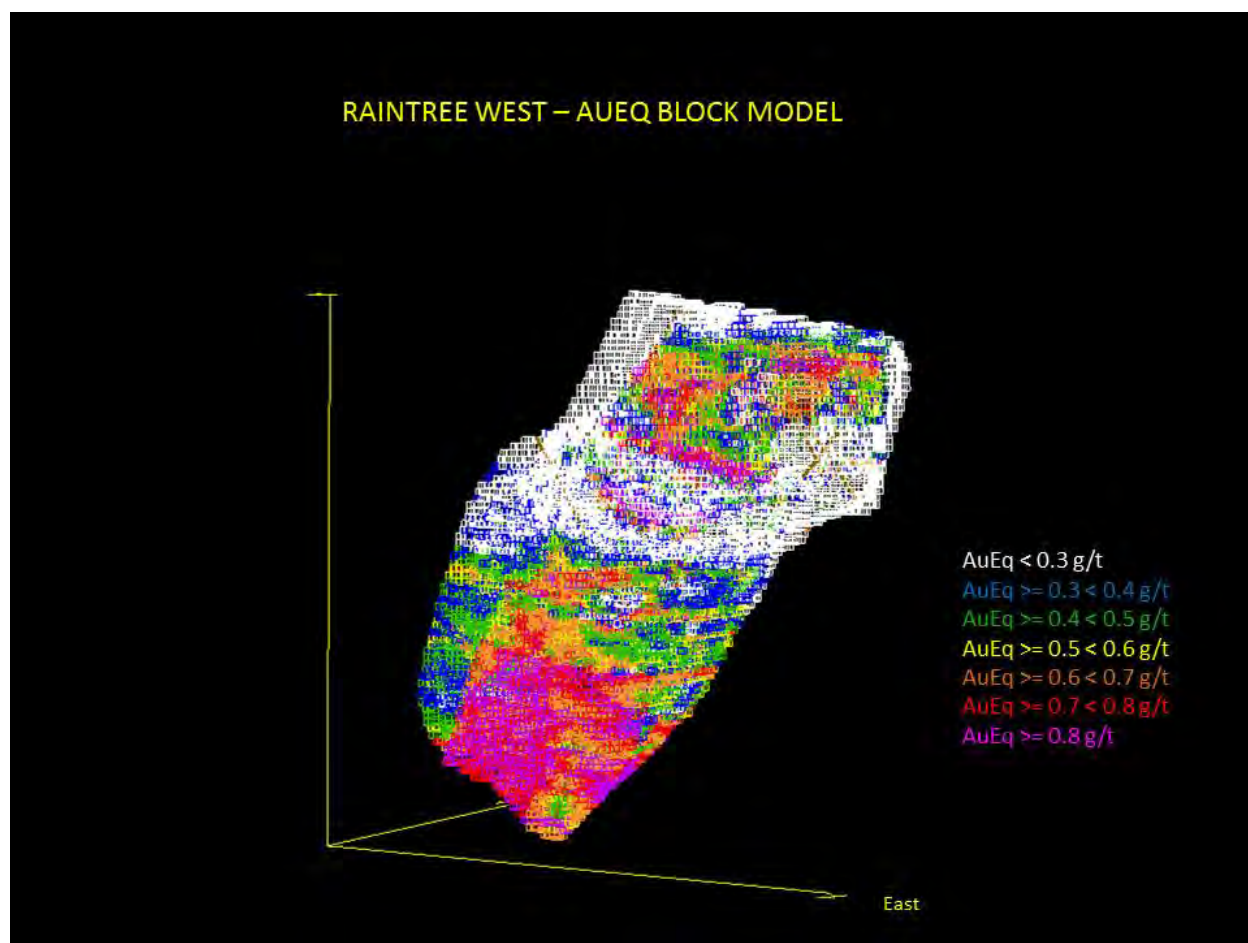 RAINTREE WEST – AUEQ BLOCK MODEL
AuEq < 0.3 g/t
AuEq >= 0.3 < 0.4 g/t
AuEq >= 0.4 < 0.5 g/t
AuEq >= 0.5 < 0.6 g/t
AuEq >= 0.6 < 0.7 g/t
AuEq >= 0.7 < 0.8 g/t
AuEq >= 0.8 g/t
East